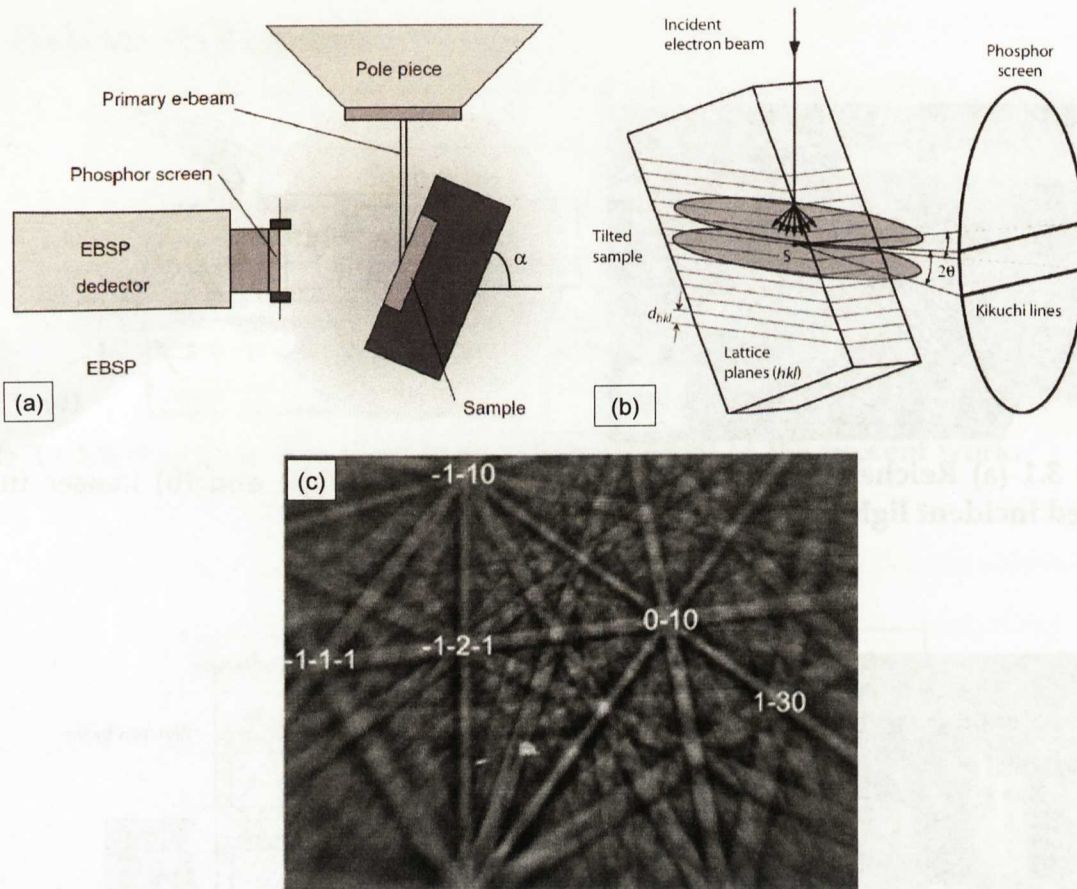 Pole piece
Primary e-beam
Phosphor screen
EBSP
dedector
α
EBSP
(a)
Sample
Incident
electron beam
Phosphor
screen
Tilted
sample
S
2θ
d hkl
Kikuchi lines
Lattice
planes (hkl)
(b)
(c)
-1-10
0-10
-1-2-1
-1-1-1
1-30